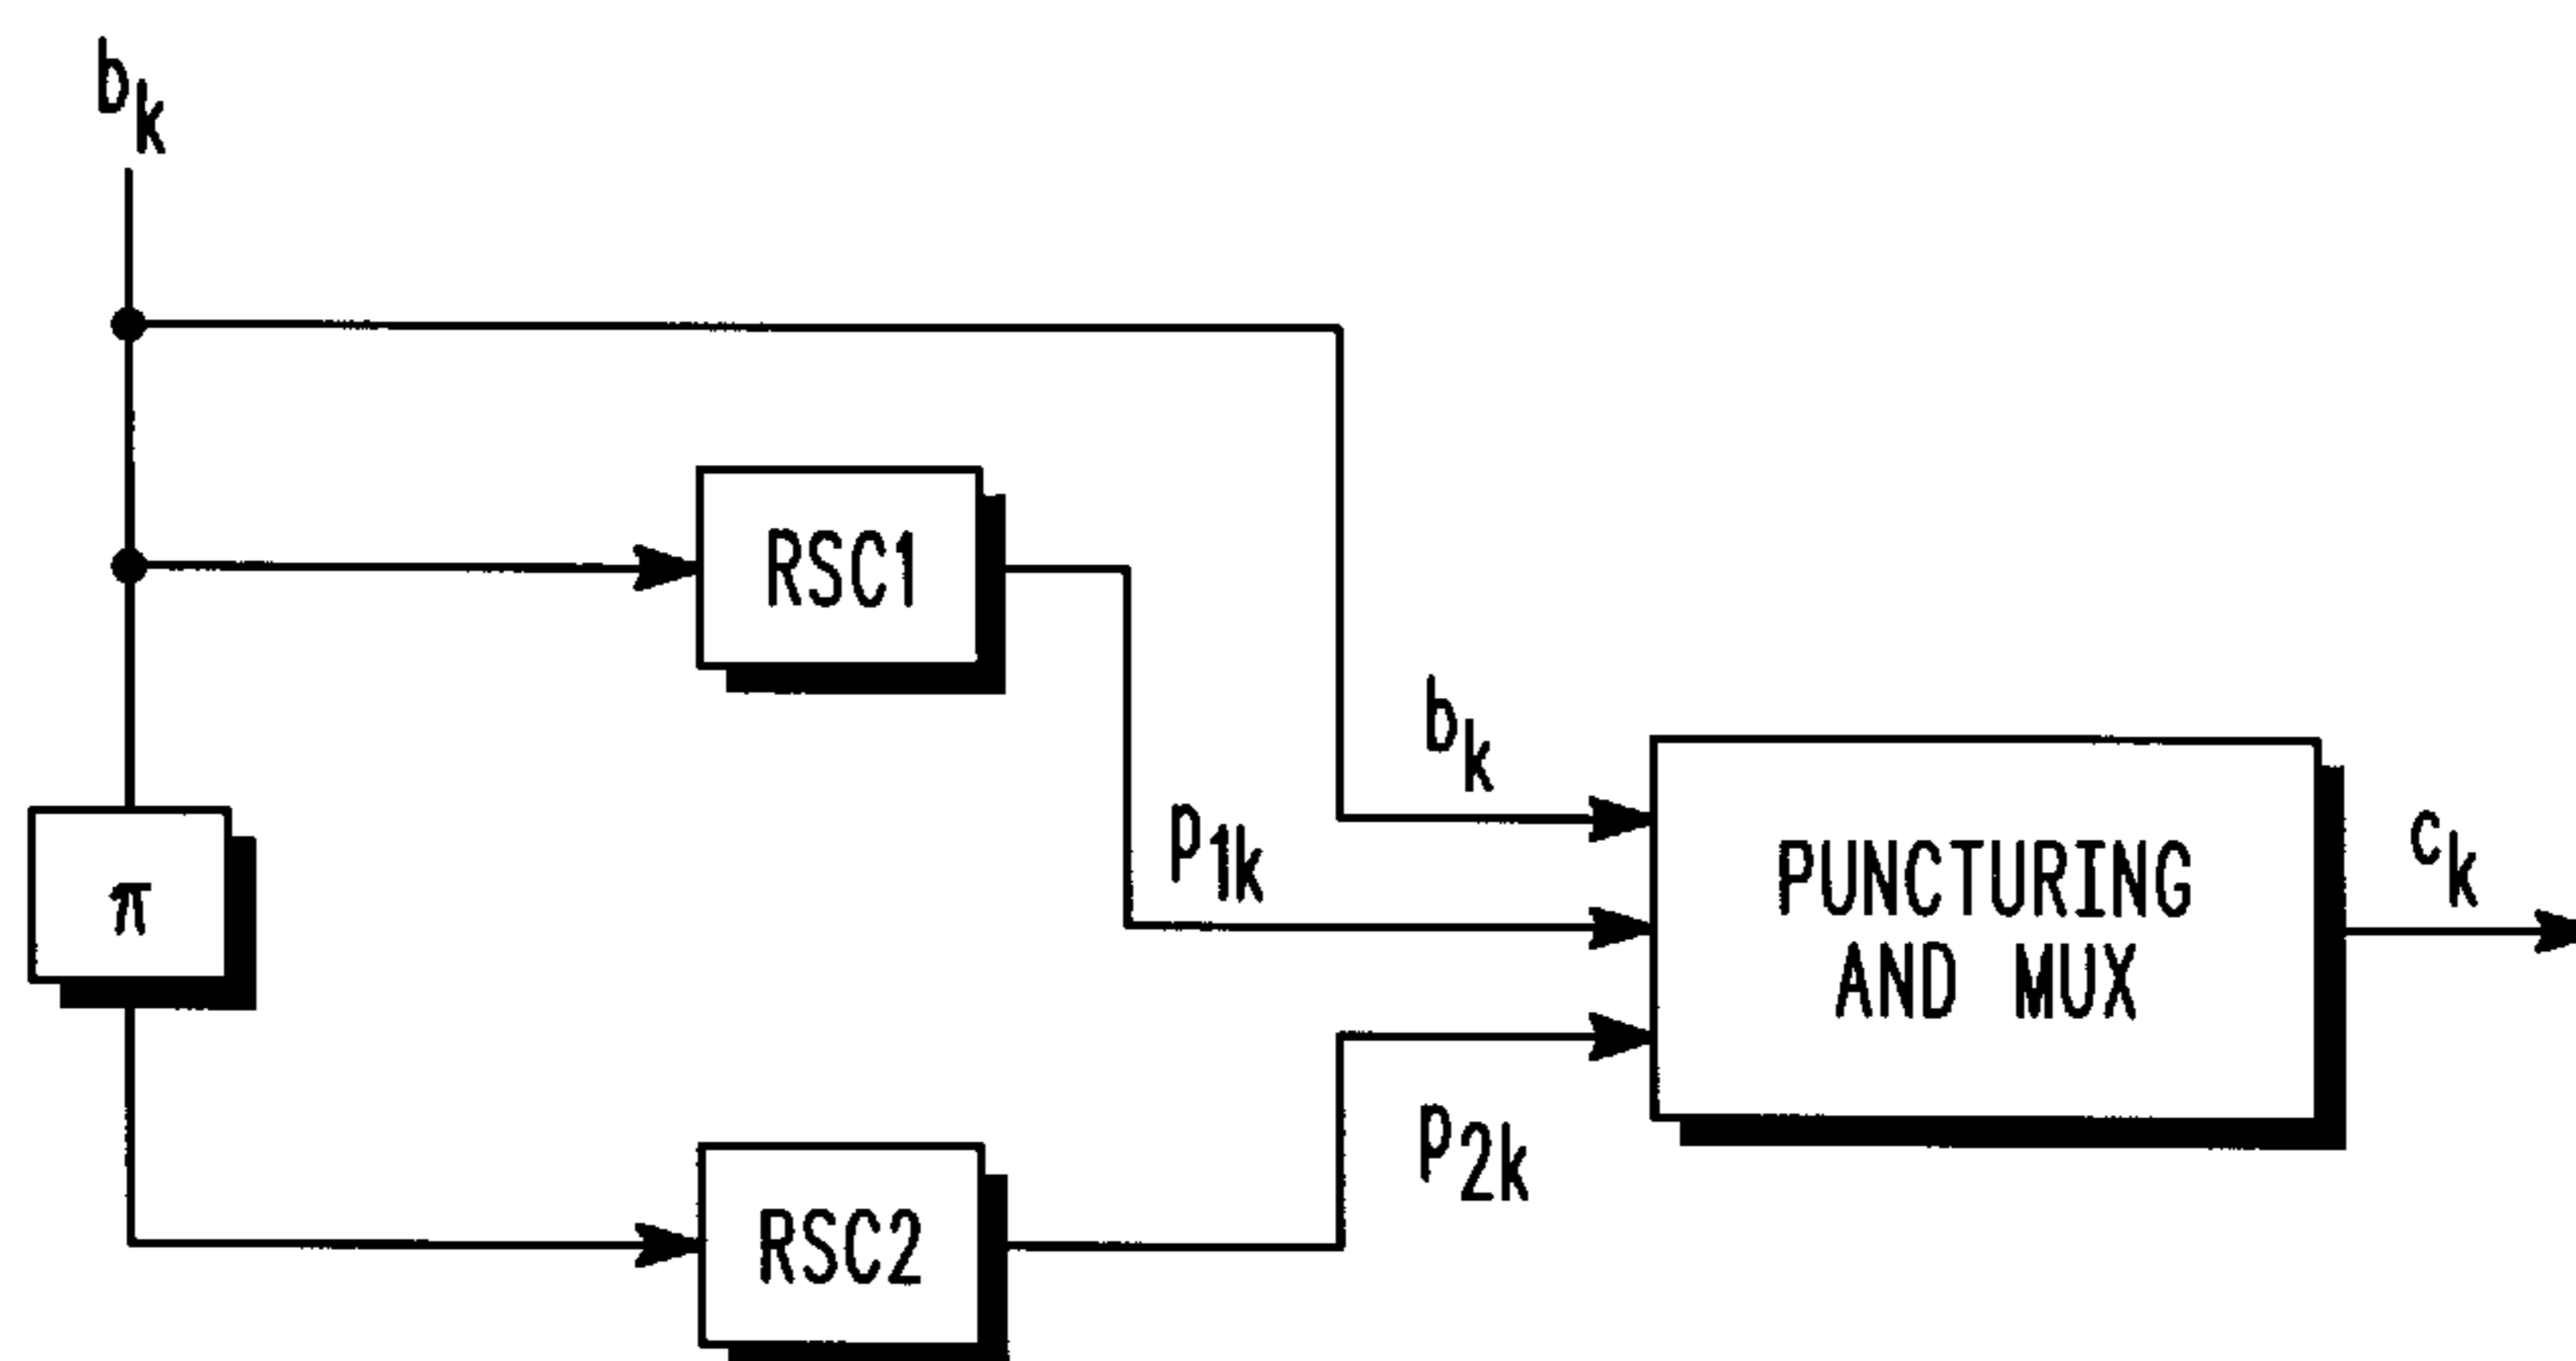 b_k
RSC1
b_k
p_1k
PUNCTURING
AND MUX
c_k
π
p_2k
RSC2